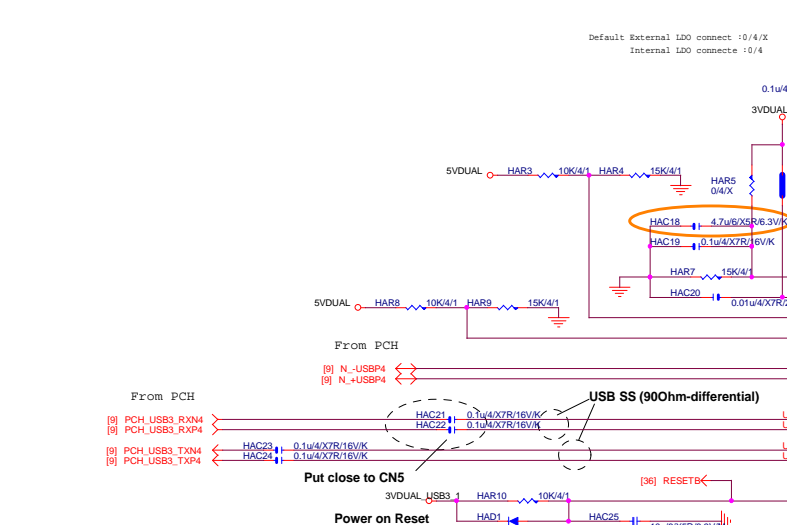 Default External LDO connect :0/4/X
Internal LDO connecte :0/4
0.1u/4
3VDUAL
5VDUAL HAR3 10K/4/1 HAR4 15K/4/1
HAR5
0/4/X
HAC18 4.7u/6/X5R/6.3V/K
HAC19 0.1u/4/X7R/16V/K
HAR7 15K/4/1
HAC20 0.01u/4/X7R/
5VDUAL HAR8 10K/4/1 HAR9 15K/4/1
From PCH
[9] N_-USBP4
[9] N_+USBP4
From PCH
USB SS (90Ohm-differential)
[9] PCH_USB3_RXN4 HAC21 0.1u/4/X7R/16V/K
[9] PCH_USB3_RXP4 HAC22 0.1u/4/X7R/16V/K
[9] PCH_USB3_TXN4 HAC23 0.1u/4/X7R/16V/K
[9] PCH_USB3_TXP4 HAC24 0.1u/4/X7R/16V/K
Put close to CN5
[36] RESETB
3VDUAL_USB3_1 HAR10 10K/4/1
Power on Reset HAD1 HAC25